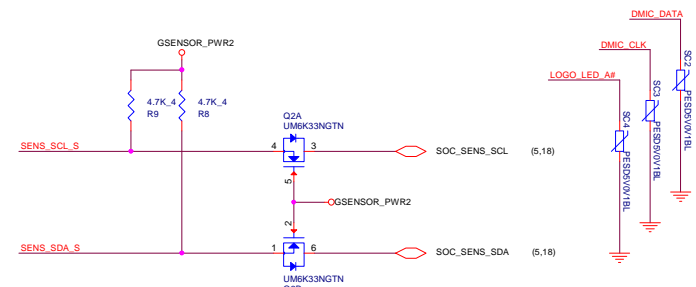 DMIC_DATA
GSENSOR_PWR2
DMIC_CLK
LOGO_LED_A#
SC2
PESD5V0V1BL
SC3
PESD5V0V1BL
SC4
PESD5V0V1BL
4.7K_4
R9
4.7K_4
R8
Q2A
UM6K33NGTN
SENS_SCL_S
4
3
SOC_SENS_SCL
(5,18)
5
GSENSOR_PWR2
2
SENS_SDA_S
1
6
SOC_SENS_SDA
(5,18)
UM6K33NGTN